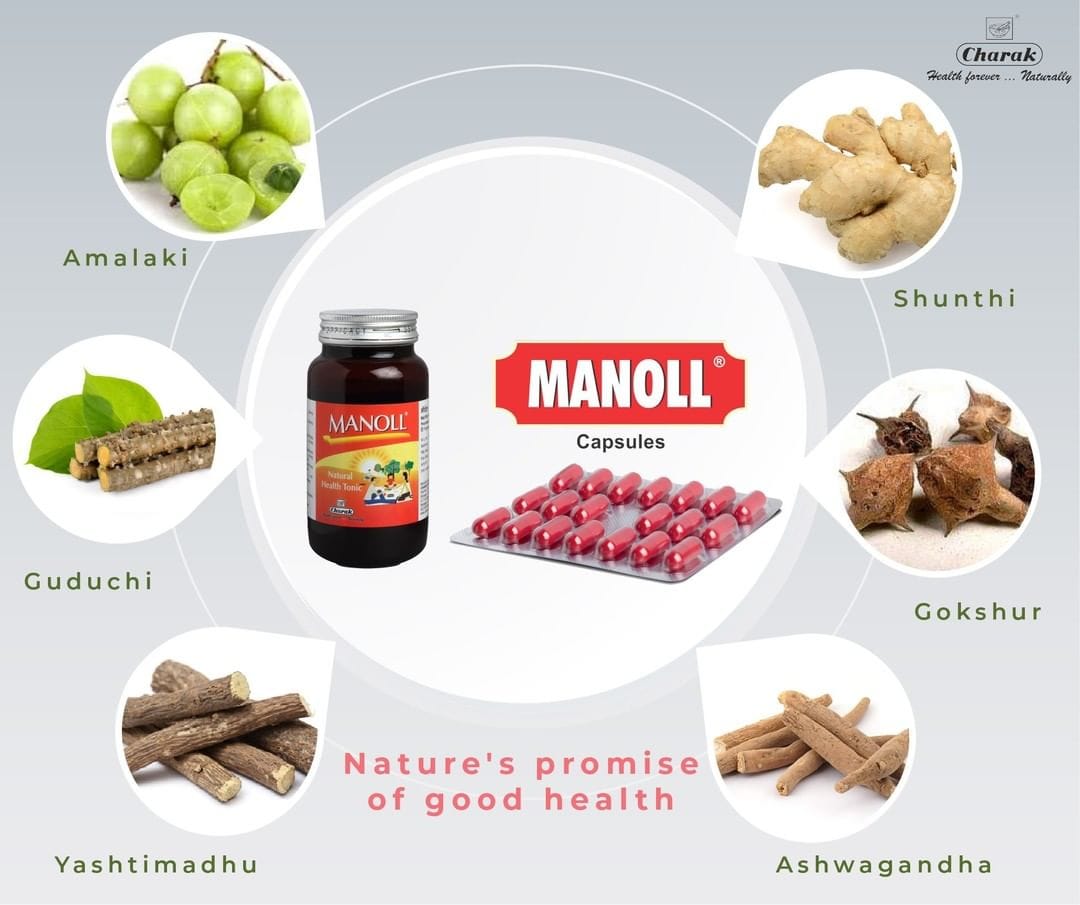 Charak
Health forever ... Naturally
Amalaki
Shunthi
MANOLL®
Capsules
MANOLL®
Natural
Health Tonic
Charak
Guduchi
Gokshur
Nature's promise
of good health
Yashtimadhu
Ashwagandha